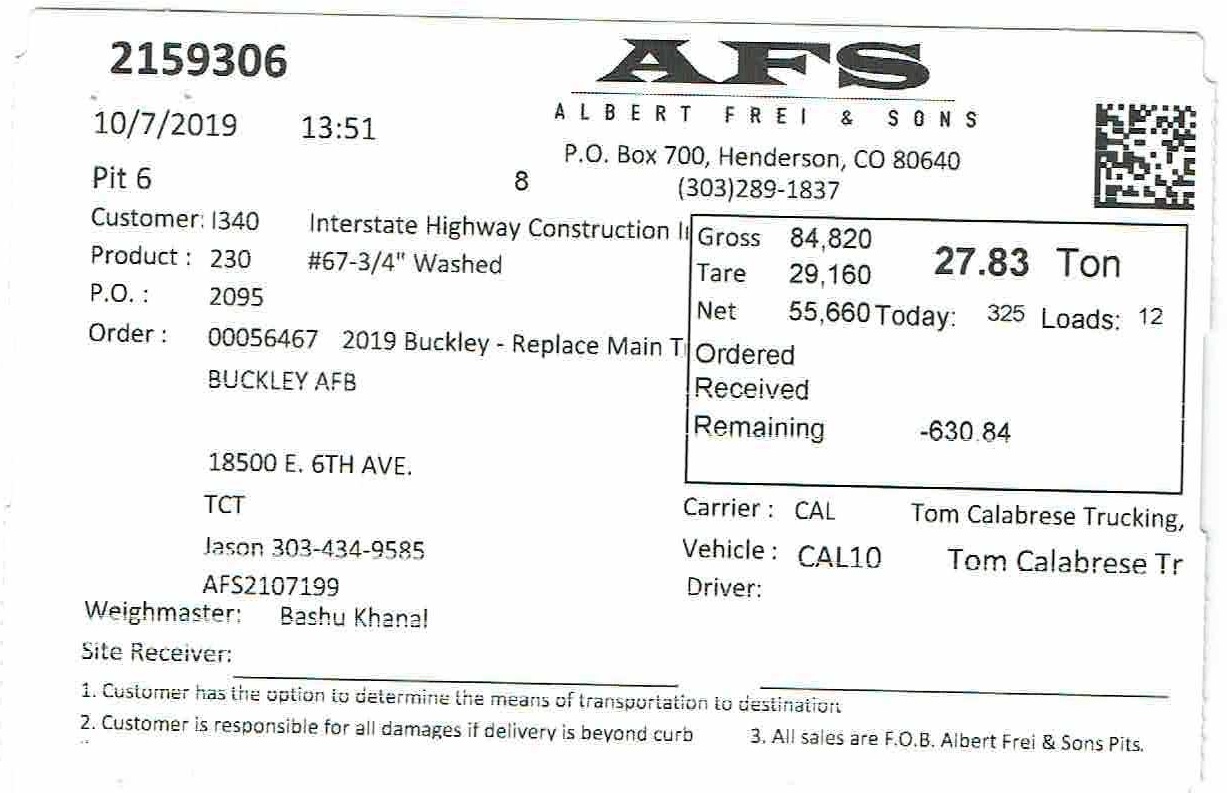 2159306
AFS
ALBERT FREI & SONS
10/7/2019 13:51
P.O. Box 700, Henderson, CO 80640
Pit 6 8 (303)289-1837
Customer: I340 Interstate Highway Construction I
Product : 230 #67-3/4" Washed
P.O. : 2095
Order : 00056467 2019 Buckley - Replace Main T
BUCKLEY AFB
18500 E. 6TH AVE.
TCT
Jason 303-434-9585
AFS2107199
Weighmaster: Bashu Khanal
Site Receiver:
Gross 84,820 27.83 Ton
Tare 29,160
Net 55,660 Today: 325 Loads: 12
Ordered
Received
Remaining -630.84
Carrier : CAL Tom Calabrese Trucking,
Vehicle : CAL10 Tom Calabrese Tr
Driver:
1. Customer has the option to determine the means of transportation to destination
2. Customer is responsible for all damages if delivery is beyond curb 3. All sales are F.O.B. Albert Frei & Sons Pits.